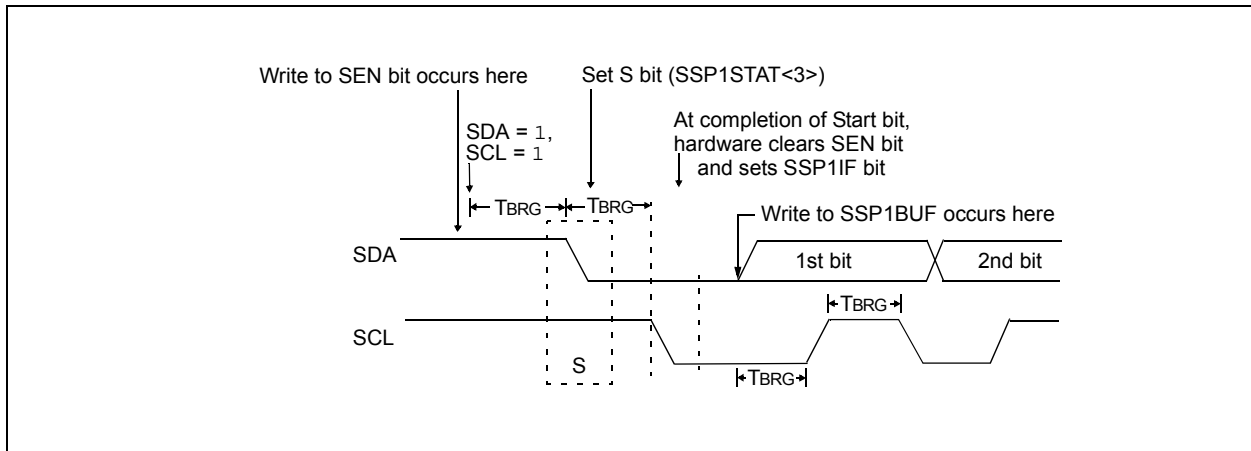 Write to SEN bit occurs here
Set S bit (SSP1STAT<3>)
SDA = 1,
SCL = 1
At completion of Start bit,
hardware clears SEN bit
and sets SSP1IF bit
TBRG
TBRG
Write to SSP1BUF occurs here
SDA
1st bit
2nd bit
TBRG
SCL
S
TBRG